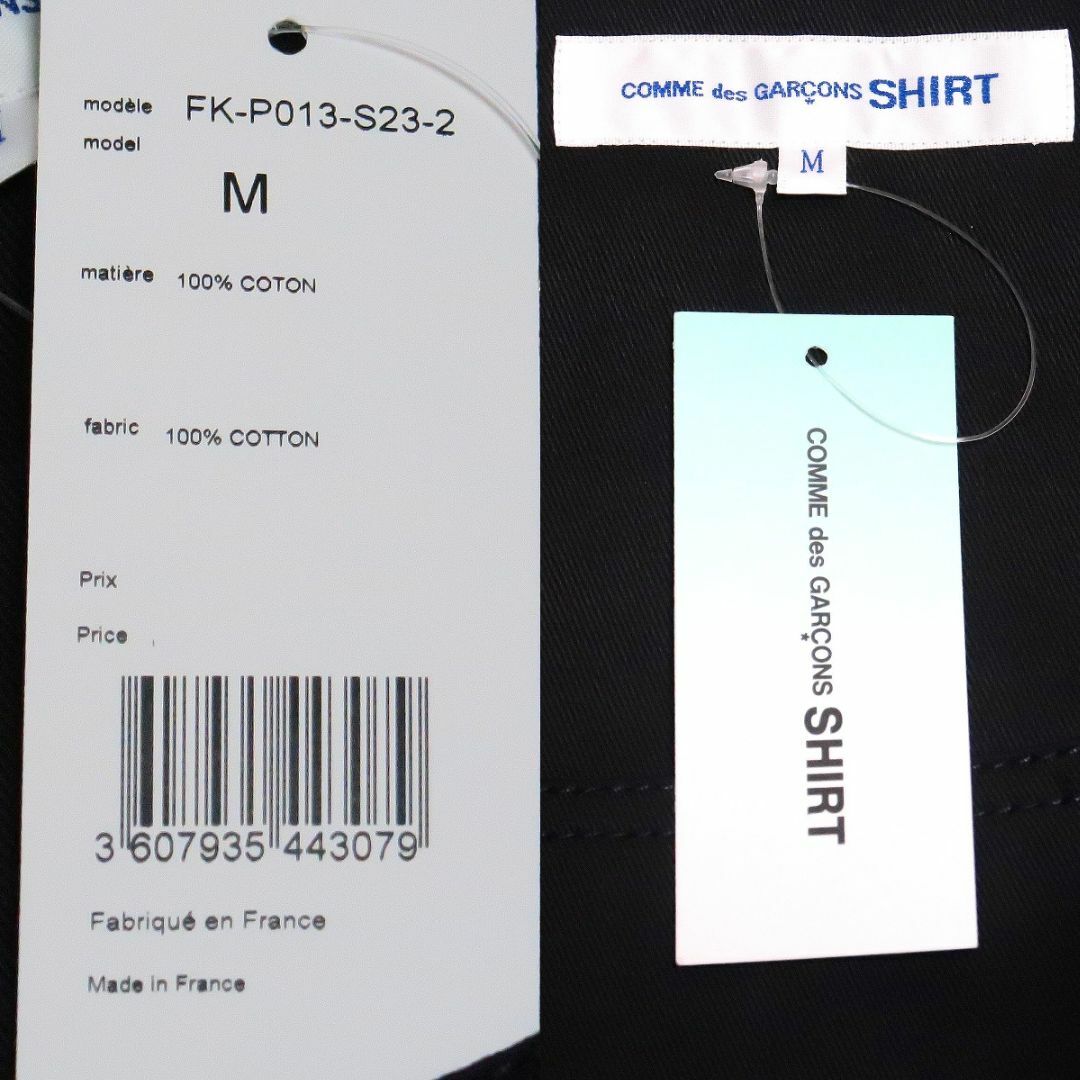 modèle FK-P013-S23-2
model
M
matière 100% COTON
fabric 100% COTTON
Prix
Price
3 607935 443079
Fabriqué en France
Made in France
COMME des GARÇONS SHIRT
M
COMME des GARÇONS SHIRT